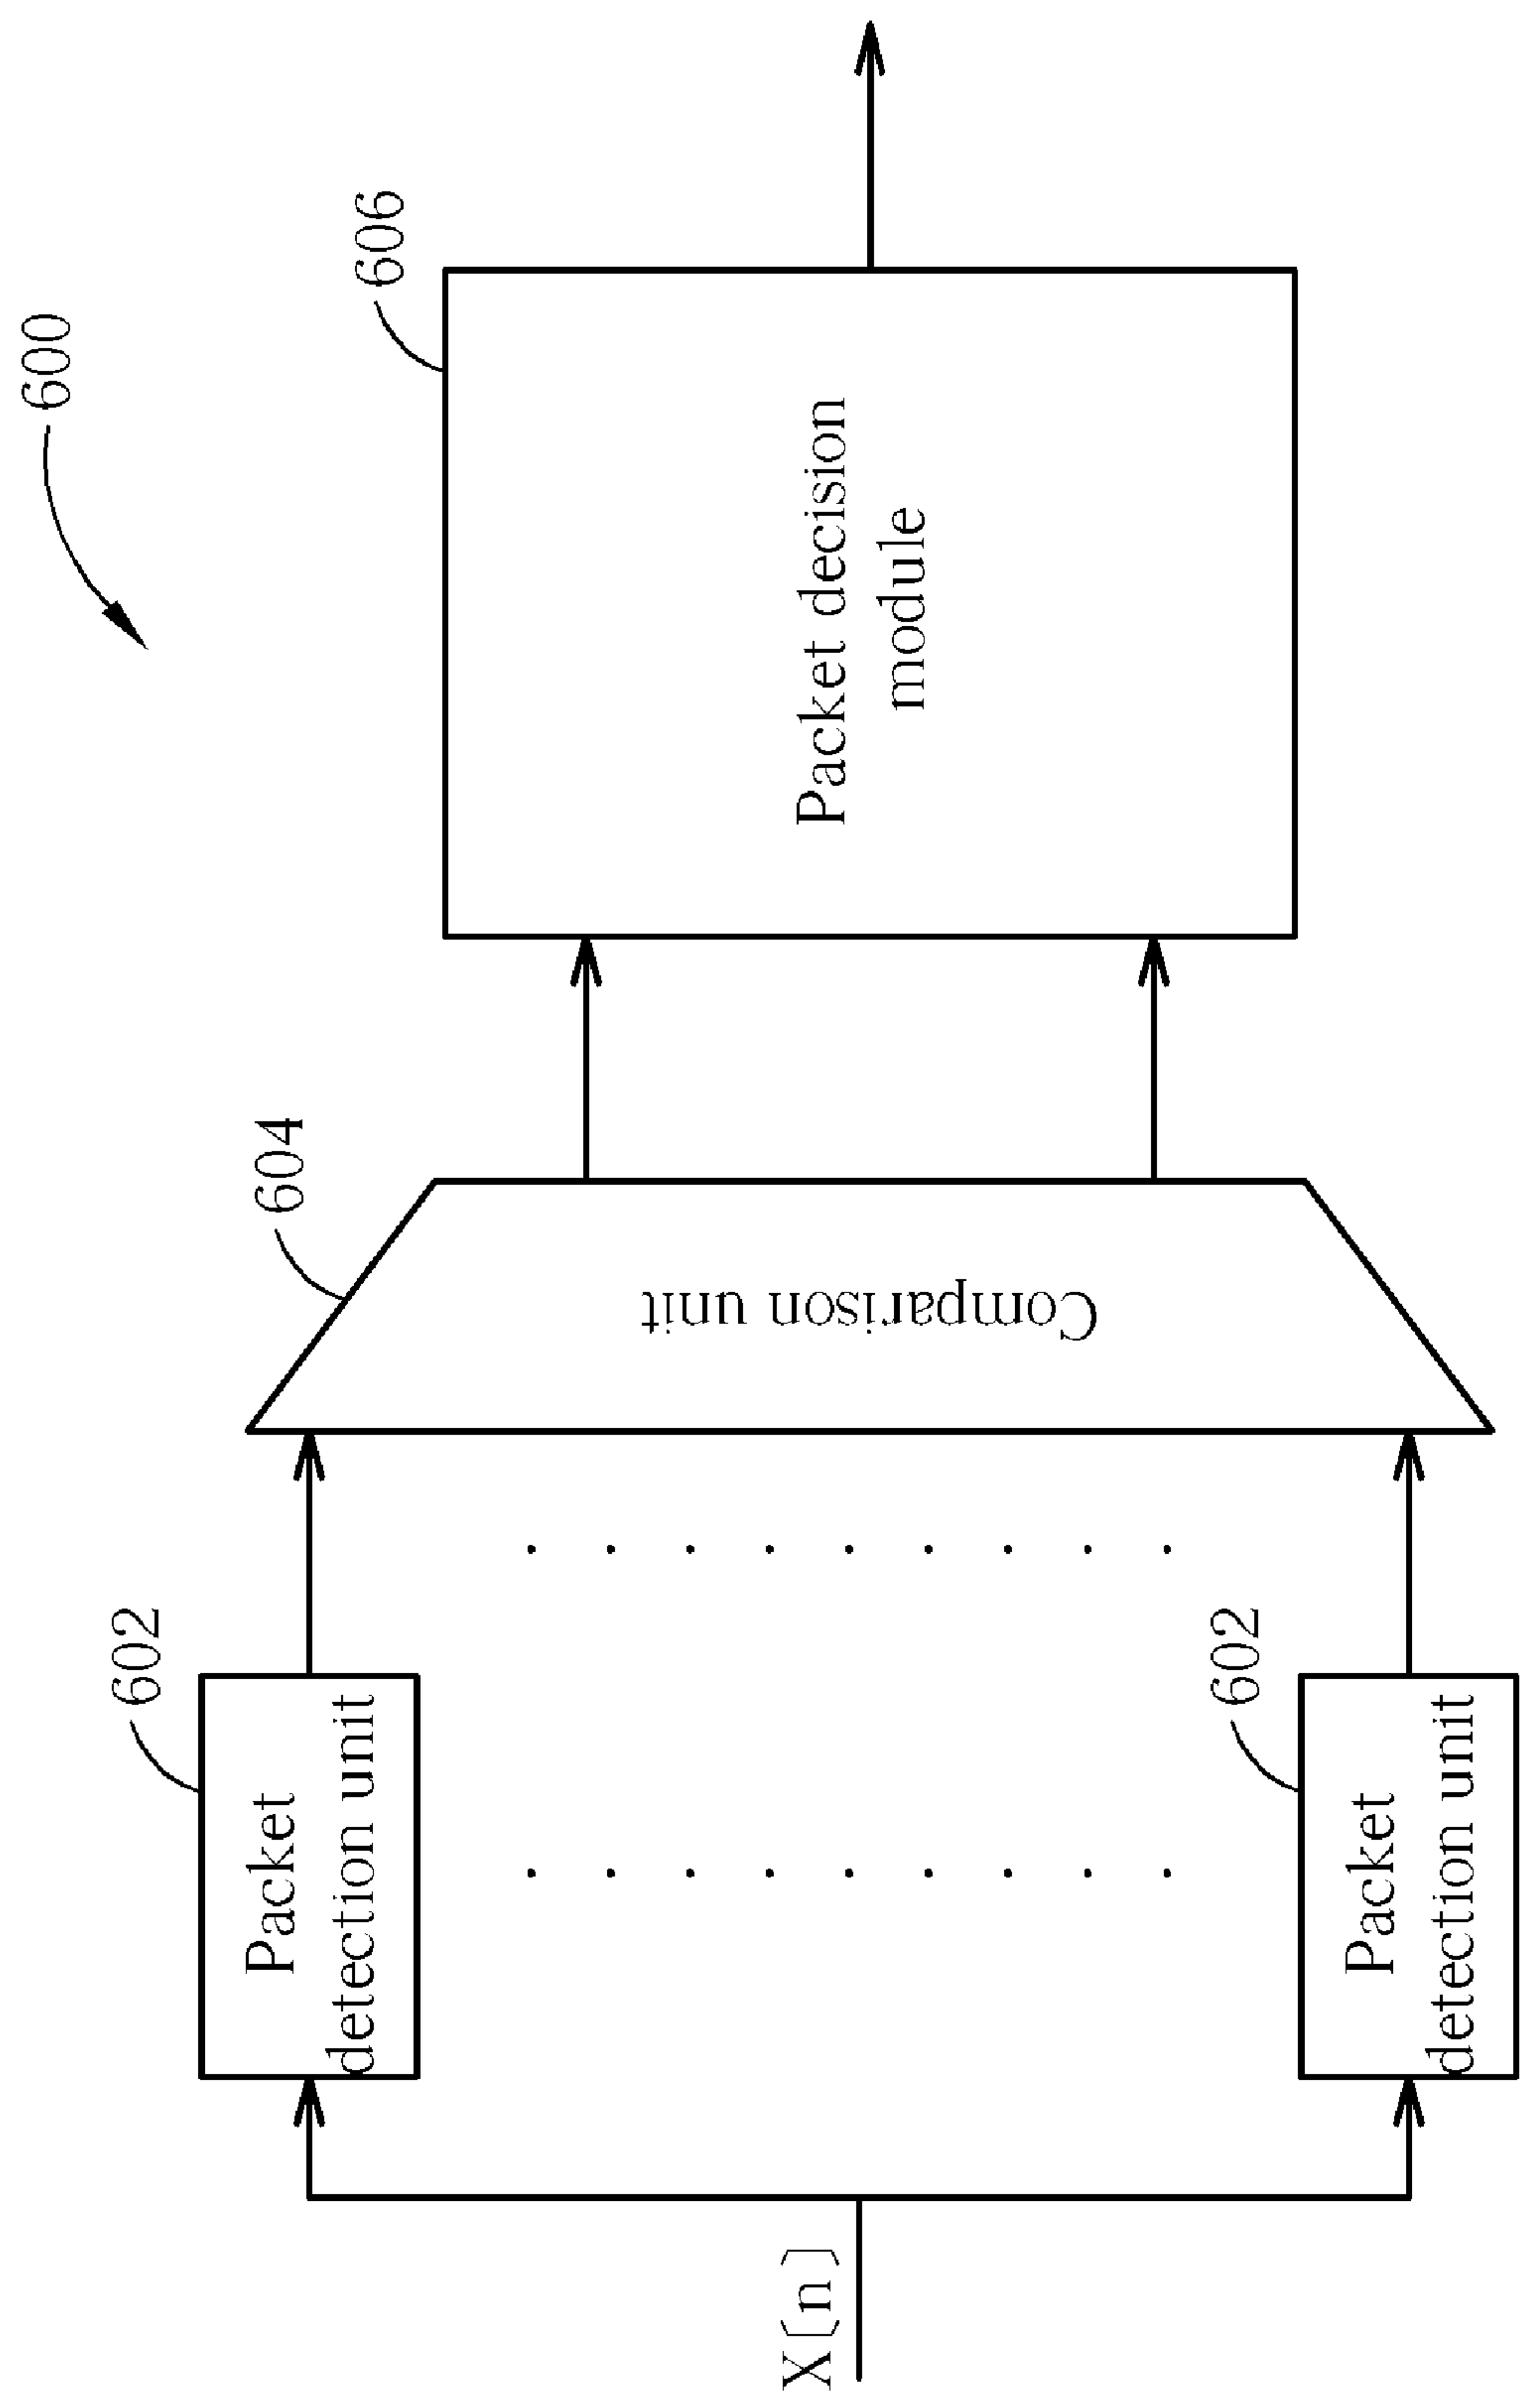 600
602
Packet
detection unit
604
606
X[n]
Comparison unit
Packet decision
module
602
Packet
detection unit